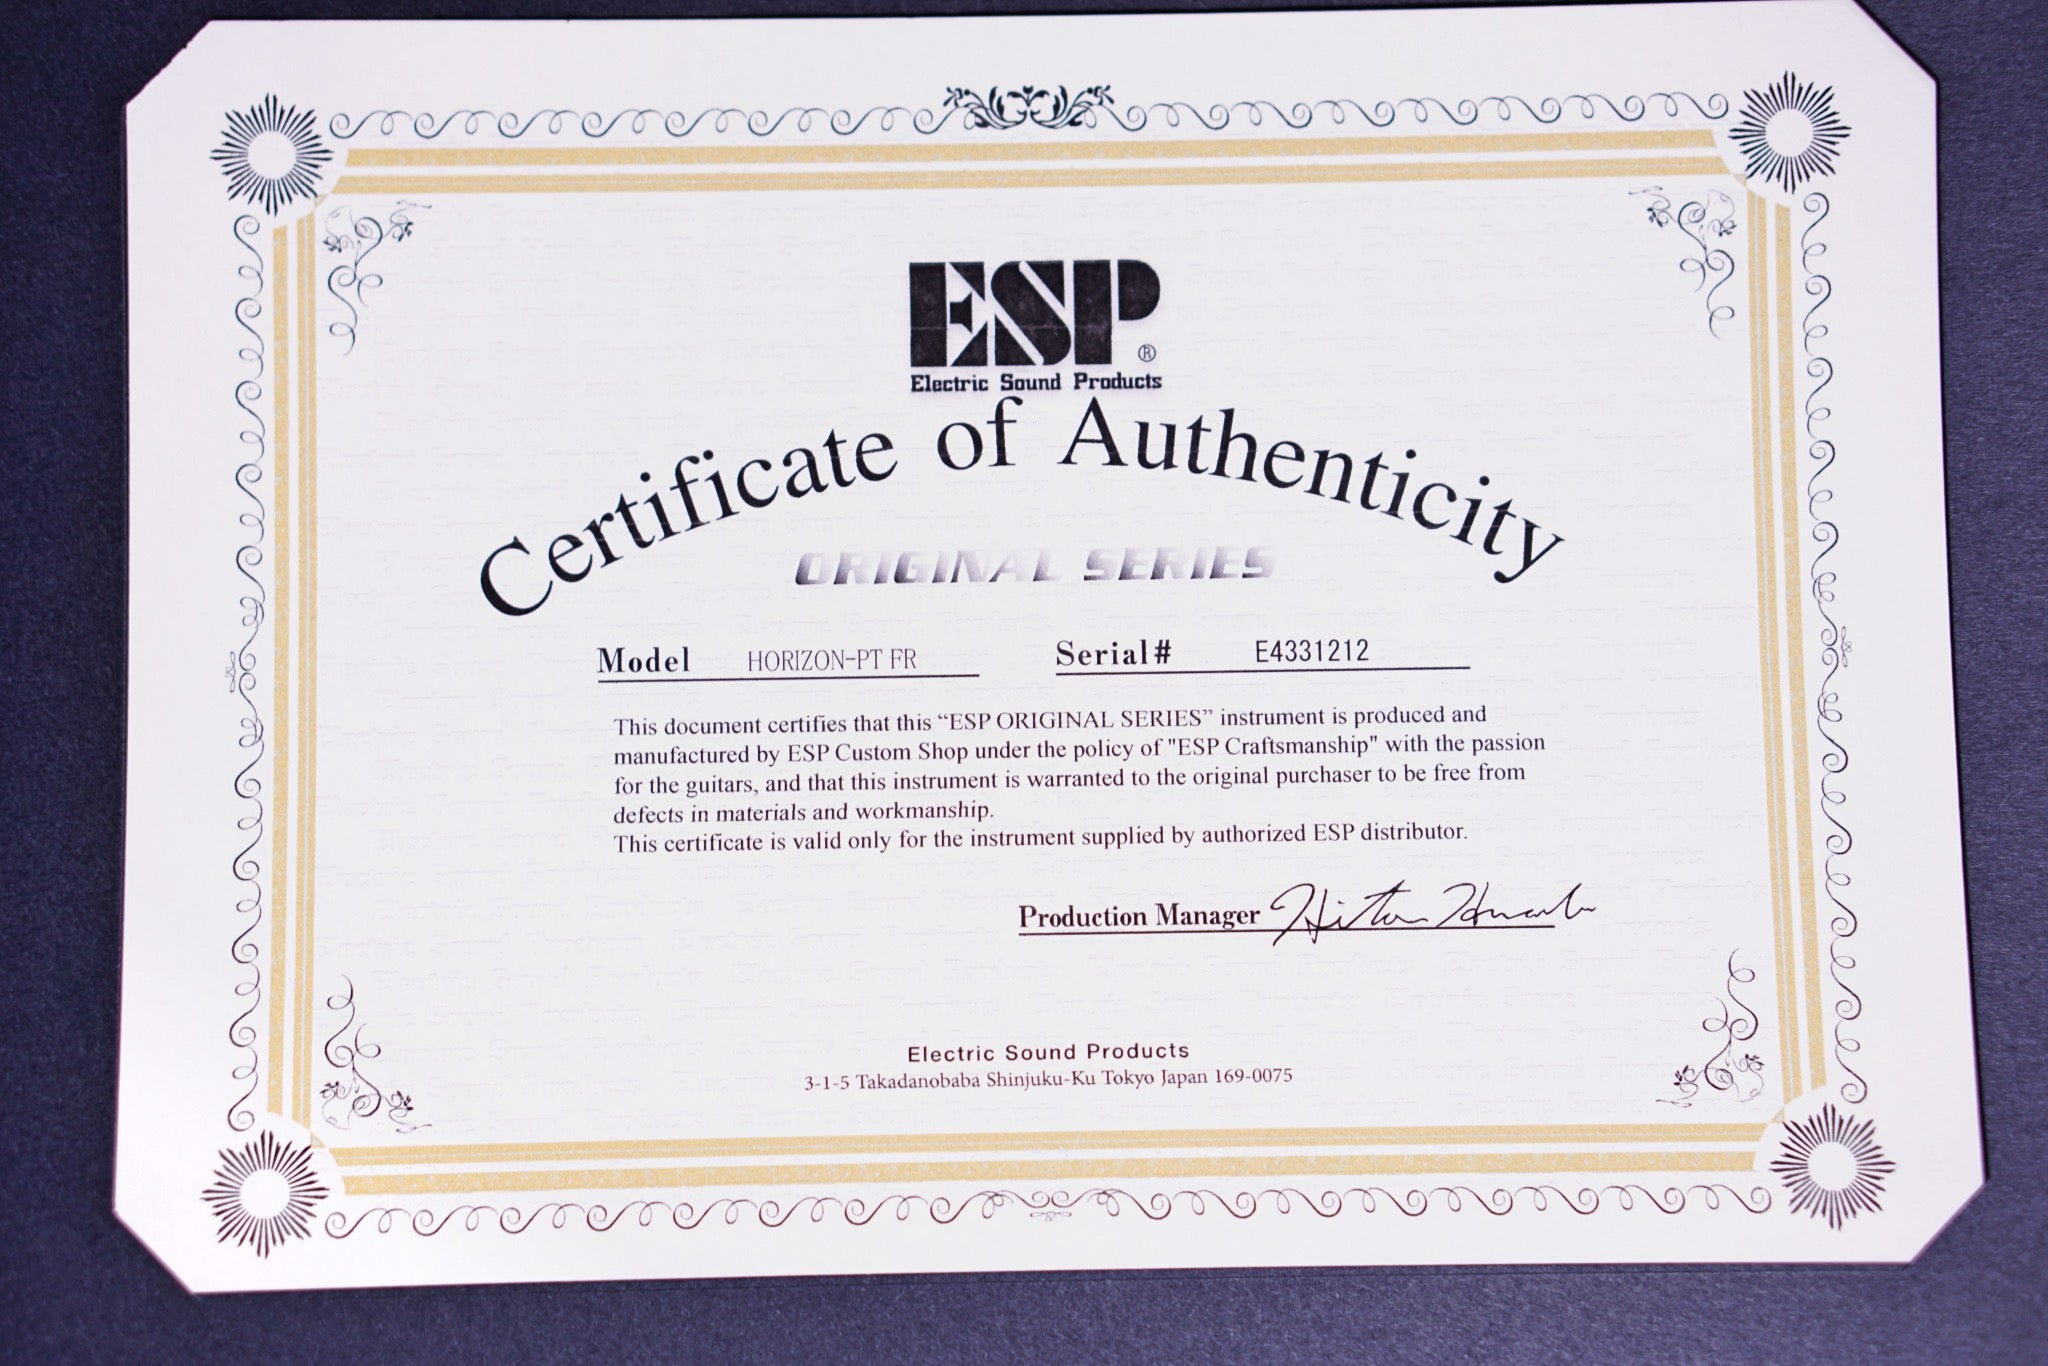 ESP ®
Electric Sound Products
Certificate of Authenticity
ORIGINAL SERIES
Model HORIZON-PT FR Serial# E4331212
This document certifies that this “ESP ORIGINAL SERIES” instrument is produced and
manufactured by ESP Custom Shop under the policy of "ESP Craftsmanship" with the passion
for the guitars, and that this instrument is warranted to the original purchaser to be free from
defects in materials and workmanship.
This certificate is valid only for the instrument supplied by authorized ESP distributor.
Production Manager
Electric Sound Products
3-1-5 Takadanobaba Shinjuku-Ku Tokyo Japan 169-0075